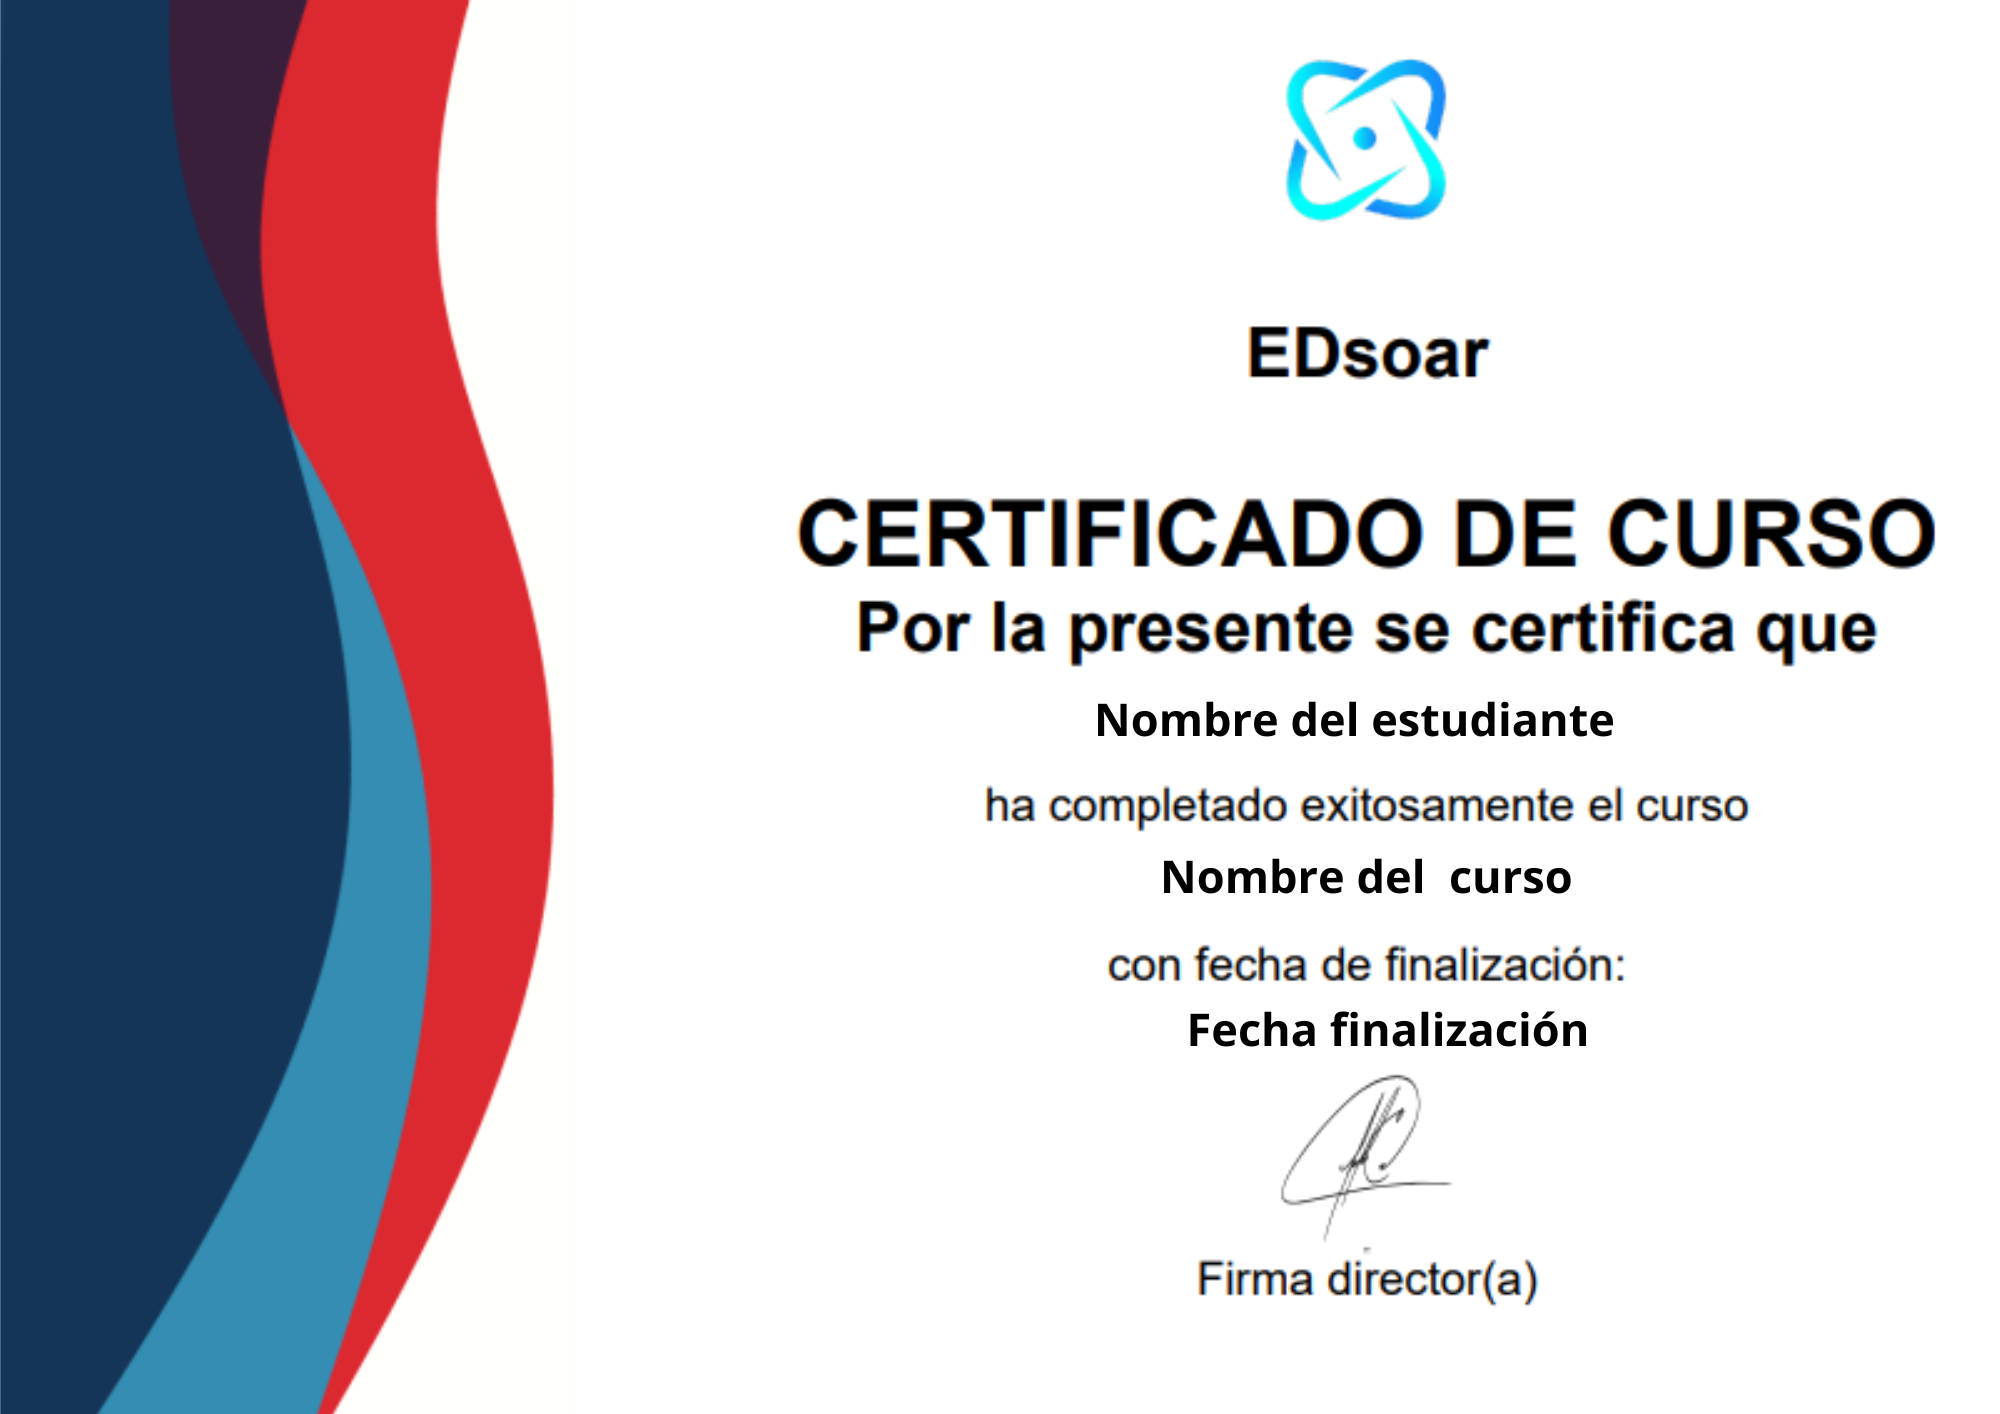 EDsoar
CERTIFICADO DE CURSO
Por la presente se certifica que
Nombre del estudiante
ha completado exitosamente el curso
Nombre del  curso
con fecha de finalización:
Fecha finalización
Firma director(a)